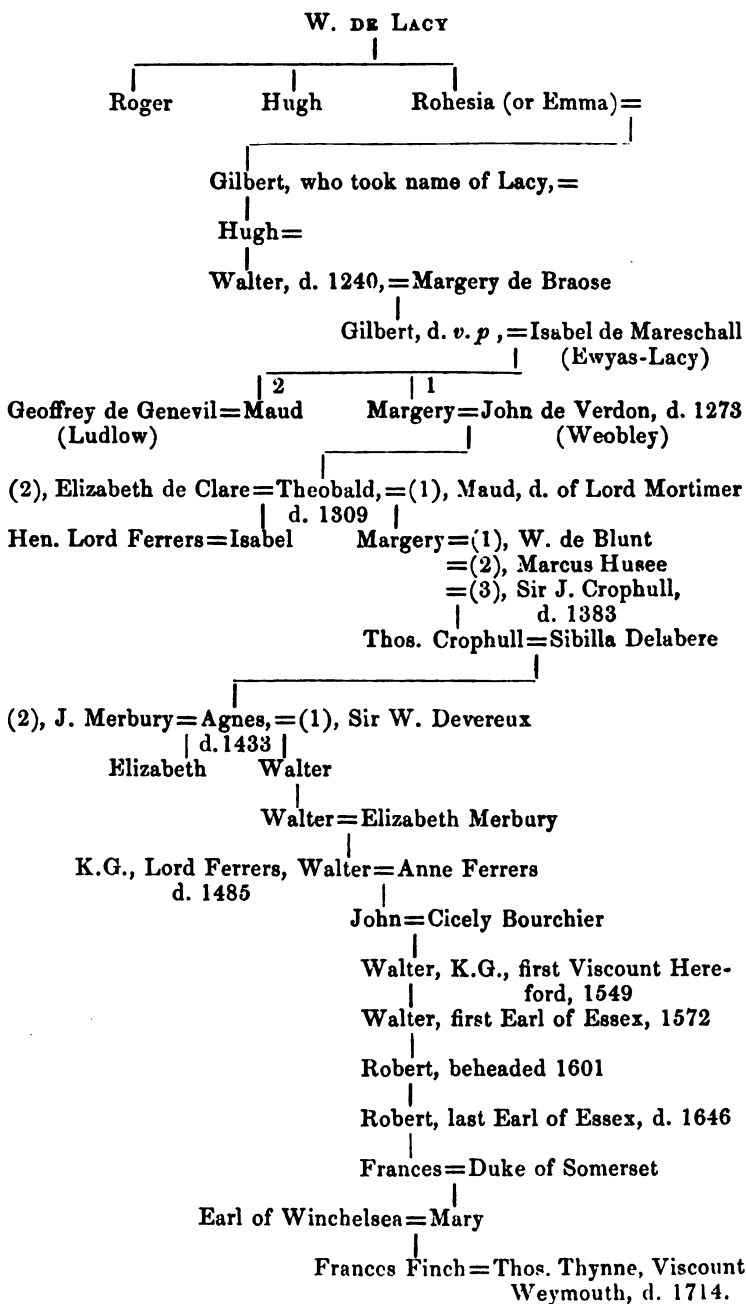 W. DE LACY
Roger Hugh Rohesia (or Emma)=
Gilbert, who took name of Lacy,=
Hugh=
Walter, d. 1240,=Margery de Braose
Gilbert, d. v. p ,=Isabel de Mareschall
(Ewyas-Lacy)
2 1
Geoffrey de Genevil=Maud Margery=John de Verdon, d. 1273
(Ludlow) (Weobley)
(2), Elizabeth de Clare=Theobald,=(1), Maud, d. of Lord Mortimer
d. 1309
Hen. Lord Ferrers=Isabel Margery=(1), W. de Blunt
=(2), Marcus Husee
=(3), Sir J. Crophull,
d. 1383
Thos. Crophull=Sibilla Delabere
(2), J. Merbury=Agnes,=(1), Sir W. Devereux
d. 1433
Elizabeth Walter
Walter=Elizabeth Merbury
K.G., Lord Ferrers, Walter=Anne Ferrers
d. 1485
John=Cicely Bourchier
Walter, K.G., first Viscount Here-
ford, 1549
Walter, first Earl of Essex, 1572
Robert, beheaded 1601
Robert, last Earl of Essex, d. 1646
Frances=Duke of Somerset
Earl of Winchelsea=Mary
Frances Finch=Thos. Thynne, Viscount
Weymouth, d. 1714.